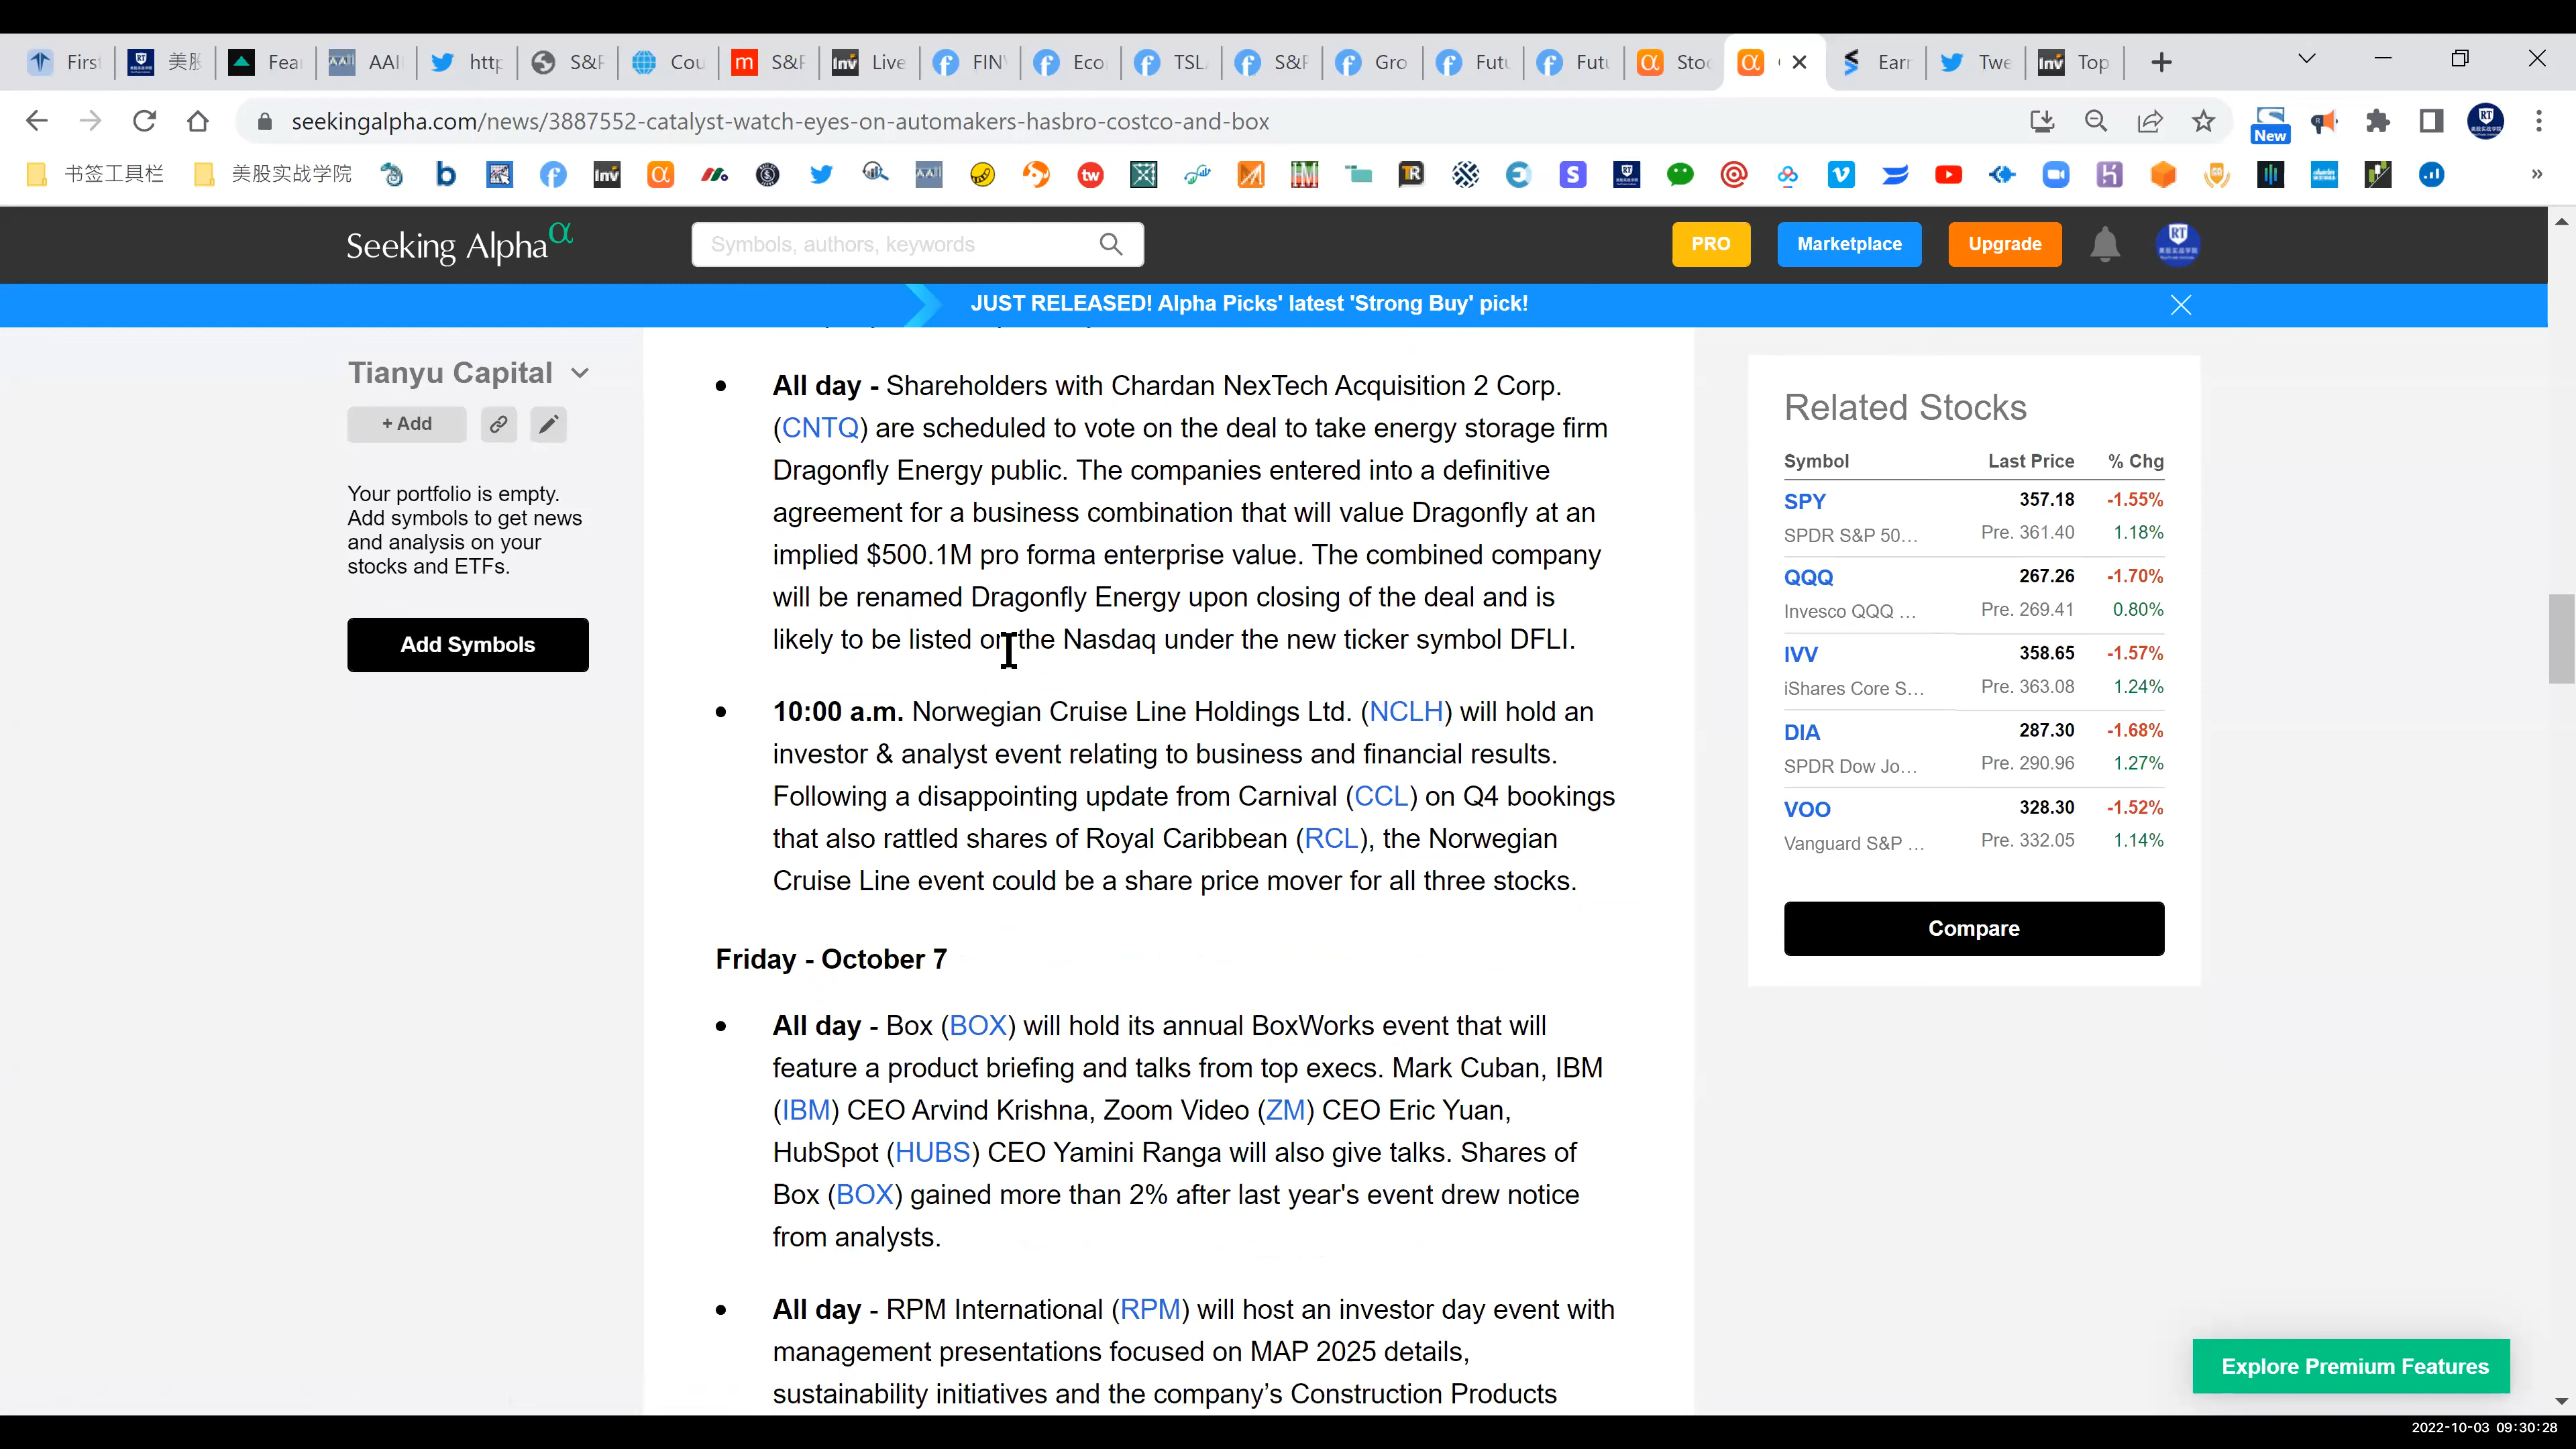 First
美股
Fear
AAII
http
S&P
Cou
S&P
Live
FINV
Eco
TSL
S&P
Gro
Futu
Futu
Stoc
Earn
Twe
Top
seekingalpha.com/news/3887552-catalyst-watch-eyes-on-automakers-hasbro-costco-and-box
New
书签工具栏
美股实战学院
Seeking Alphaα
Symbols, authors, keywords
PRO
Marketplace
Upgrade
JUST RELEASED! Alpha Picks' latest 'Strong Buy' pick!
Tianyu Capital
+ Add
Your portfolio is empty.
Add symbols to get news
and analysis on your
stocks and ETFs.
Add Symbols
All day - Shareholders with Chardan NexTech Acquisition 2 Corp.
(CNTQ) are scheduled to vote on the deal to take energy storage firm
Dragonfly Energy public. The companies entered into a definitive
agreement for a business combination that will value Dragonfly at an
implied $500.1M pro forma enterprise value. The combined company
will be renamed Dragonfly Energy upon closing of the deal and is
likely to be listed on the Nasdaq under the new ticker symbol DFLI.
10:00 a.m. Norwegian Cruise Line Holdings Ltd. (NCLH) will hold an
investor & analyst event relating to business and financial results.
Following a disappointing update from Carnival (CCL) on Q4 bookings
that also rattled shares of Royal Caribbean (RCL), the Norwegian
Cruise Line event could be a share price mover for all three stocks.
Friday - October 7
All day - Box (BOX) will hold its annual BoxWorks event that will
feature a product briefing and talks from top execs. Mark Cuban, IBM
(IBM) CEO Arvind Krishna, Zoom Video (ZM) CEO Eric Yuan,
HubSpot (HUBS) CEO Yamini Ranga will also give talks. Shares of
Box (BOX) gained more than 2% after last year's event drew notice
from analysts.
All day - RPM International (RPM) will host an investor day event with
management presentations focused on MAP 2025 details,
sustainability initiatives and the company’s Construction Products
Related Stocks
Symbol Last Price % Chg
SPY 357.18 -1.55%
SPDR S&P 50... Pre. 361.40 1.18%
QQQ 267.26 -1.70%
Invesco QQQ ... Pre. 269.41 0.80%
IVV 358.65 -1.57%
iShares Core S... Pre. 363.08 1.24%
DIA 287.30 -1.68%
SPDR Dow Jo... Pre. 290.96 1.27%
VOO 328.30 -1.52%
Vanguard S&P ... Pre. 332.05 1.14%
Compare
Explore Premium Features
2022-10-03 09:30:28